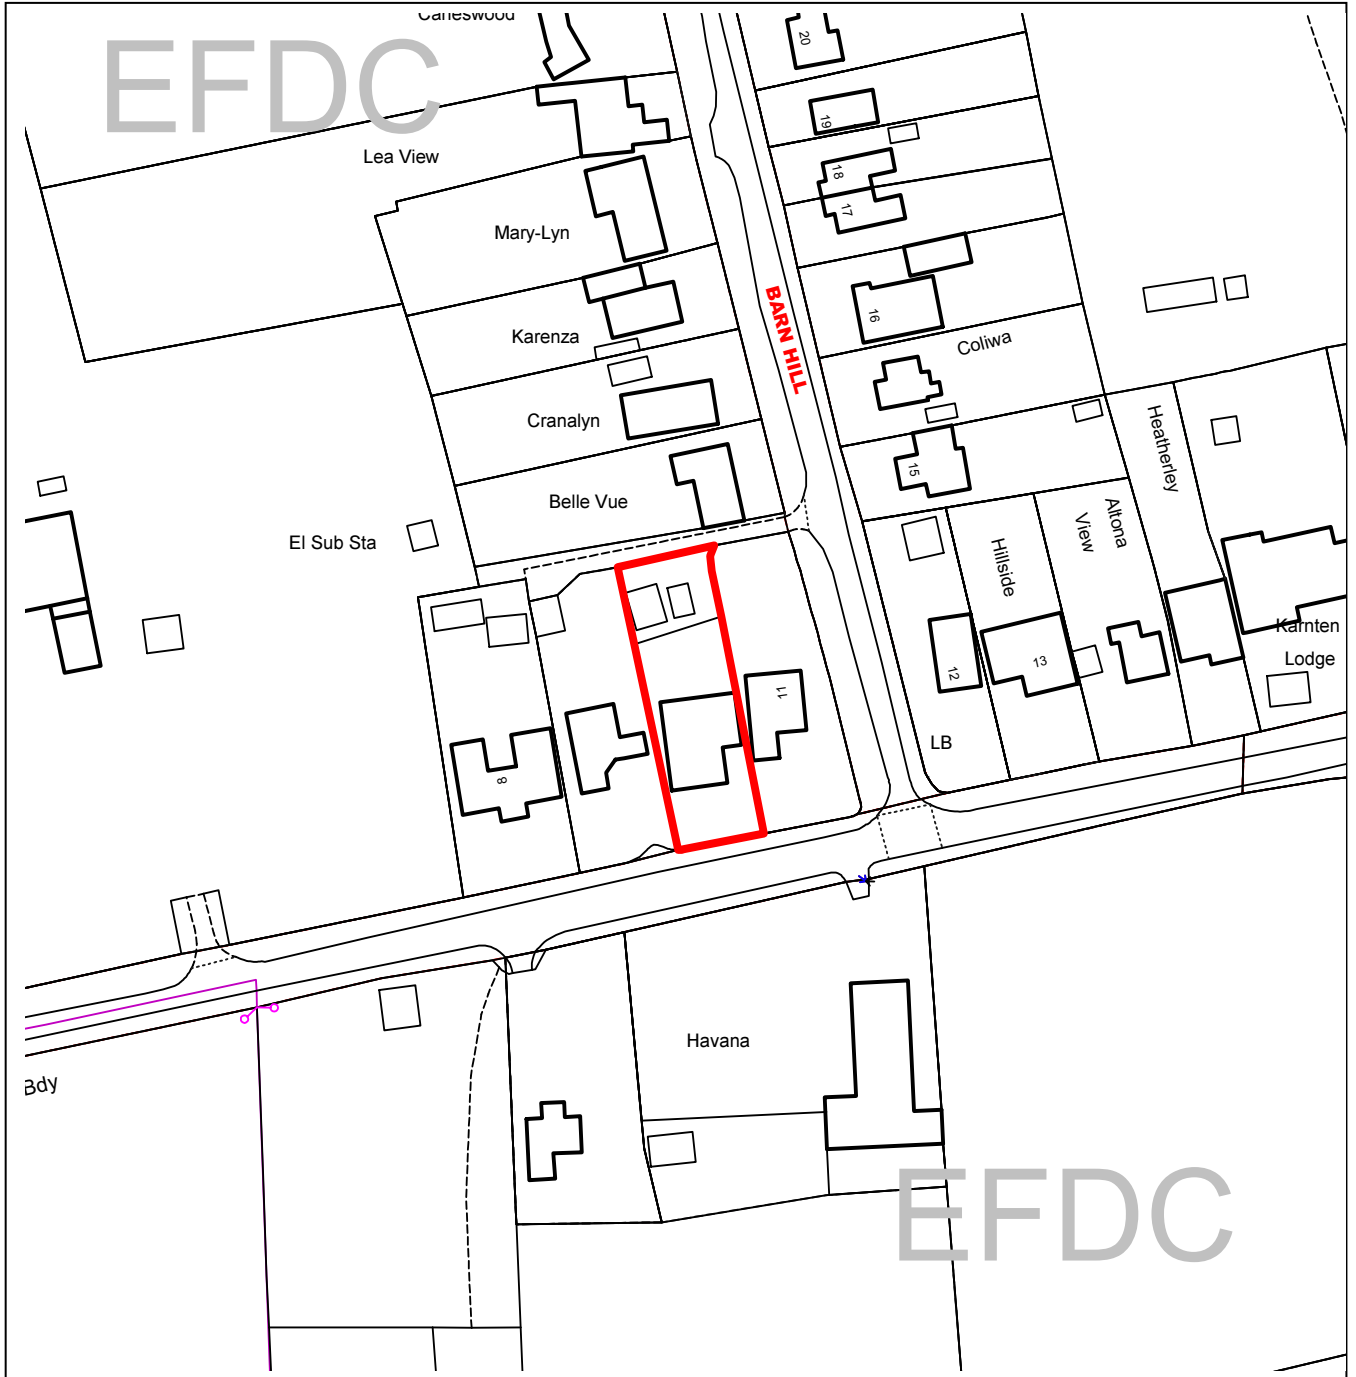 Carleswood
EFDC
20
19
Lea View
18
17
Mary-Lyn
BARN HILL
16
Karenza
Coliwa
Cranalyn
Heatherley
15
Belle Vue
Altona
View
El Sub Sta
Hillside
Karnten
Lodge
13
12
11
LB
8
Havana
Bdy
EFDC